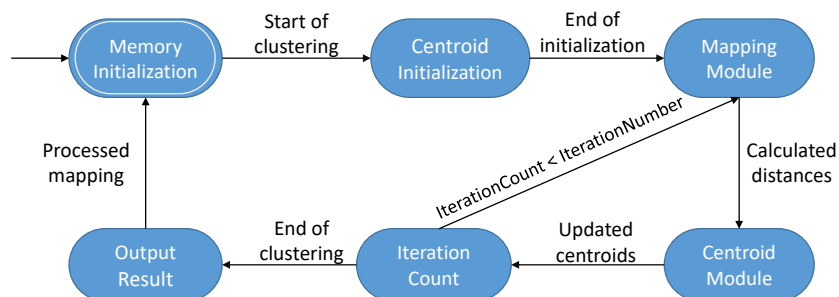 Memory
Initialization
Start of
clustering
Centroid
Initialization
End of
initialization
Mapping
Module
Processed
mapping
IterationCount < IterationNumber
Calculated
distances
Output
Result
End of
clustering
Iteration
Count
Updated
centroids
Centroid
Module